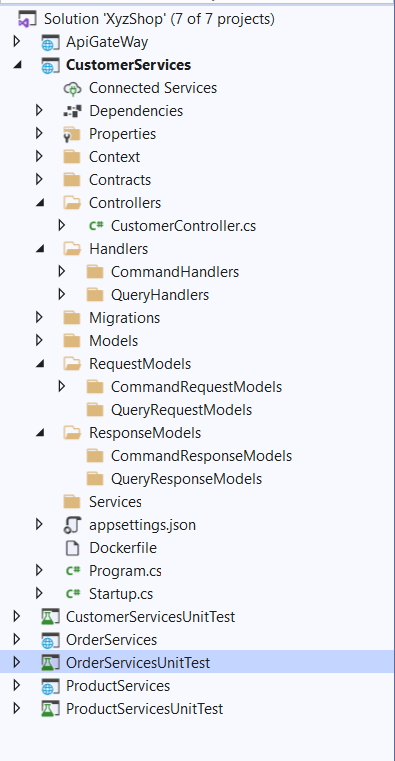 Solution 'XyzShop' (7 of 7 projects)
ApiGateWay
CustomerServices
Connected Services
Dependencies
Properties
Context
Contracts
Controllers
C# CustomerController.cs
Handlers
CommandHandlers
QueryHandlers
Migrations
Models
RequestModels
CommandRequestModels
QueryRequestModels
ResponseModels
CommandResponseModels
QueryResponseModels
Services
appsettings.json
Dockerfile
C# Program.cs
C# Startup.cs
CustomerServicesUnitTest
OrderServices
OrderServicesUnitTest
ProductServices
ProductServicesUnitTest